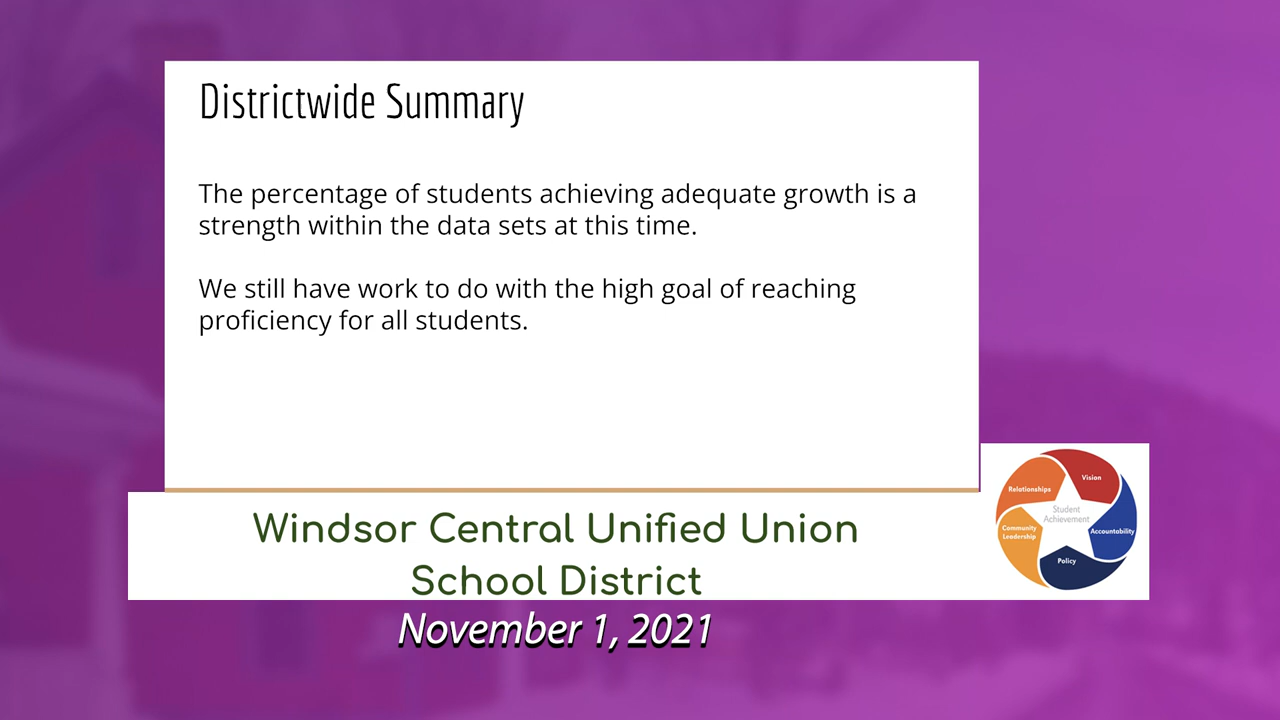 Districtwide Summary
The percentage of students achieving adequate growth is a
strength within the data sets at this time.
We still have work to do with the high goal of reaching
proficiency for all students.
Windsor Central Unified Union
School District
November 1, 2021
Relationships
Vision
Student
Achievement
Community
Leadership
Accountability
Policy